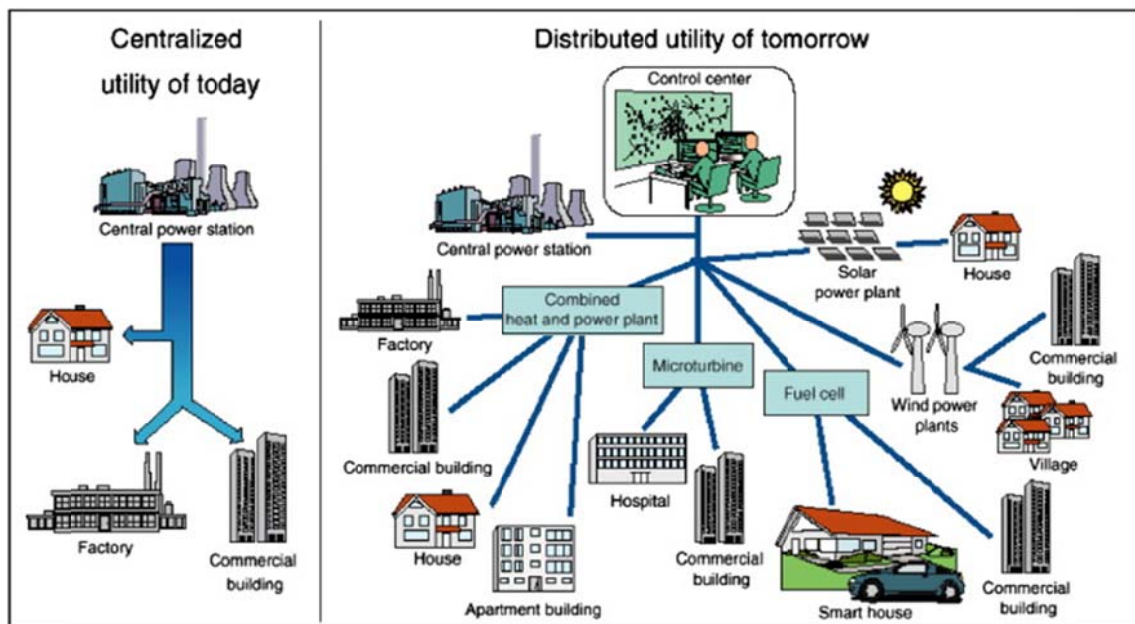 Centralized
utility of today
Central power station
House
Factory
Commercial
building
Distributed utility of tomorrow
Control center
Central power station
Solar
power plant
House
Combined
heat and power plant
Factory
Microturbine
Fuel cell
Wind power
plants
Commercial
building
Village
Commercial building
House
Apartment building
Hospital
Commercial
building
Smart house
Commercial
building